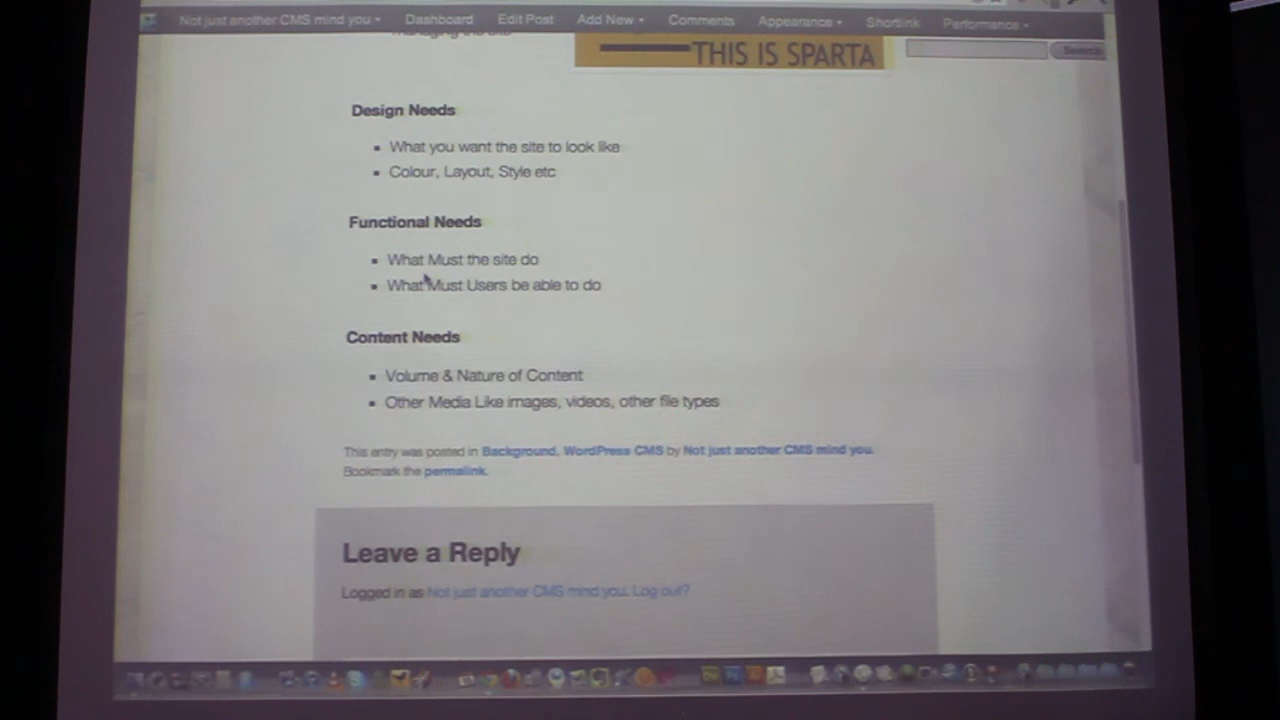 Not just another CMS mind you Dashboard Edit Post Add New Comments Appearance Shortlink Performance
managing the site
THIS IS SPARTA
Search
Design Needs
What you want the site to look like
Colour, Layout, Style etc
Functional Needs
What Must the site do
What Must Users be able to do
Content Needs
Volume & Nature of Content
Other Media Like images, videos, other file types
This entry was posted in Background, WordPress CMS by Not just another CMS mind you.
Bookmark the permalink.
Leave a Reply
Logged in as Not just another CMS mind you. Log out?